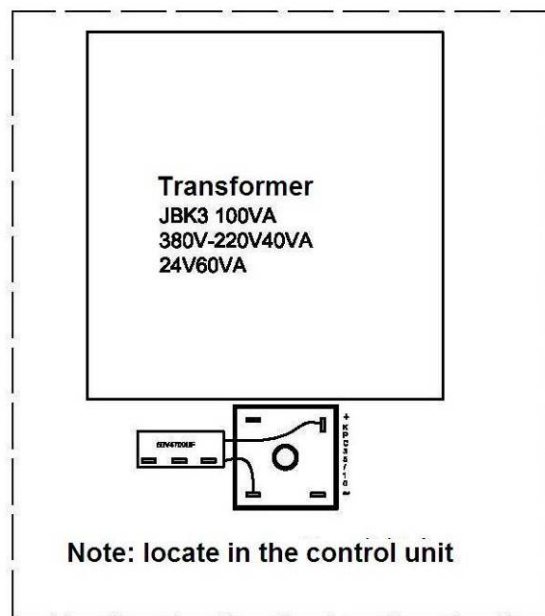 Transformer
JBK3 100VA
380V-220V40VA
24V60VA
Note: locate in the control unit